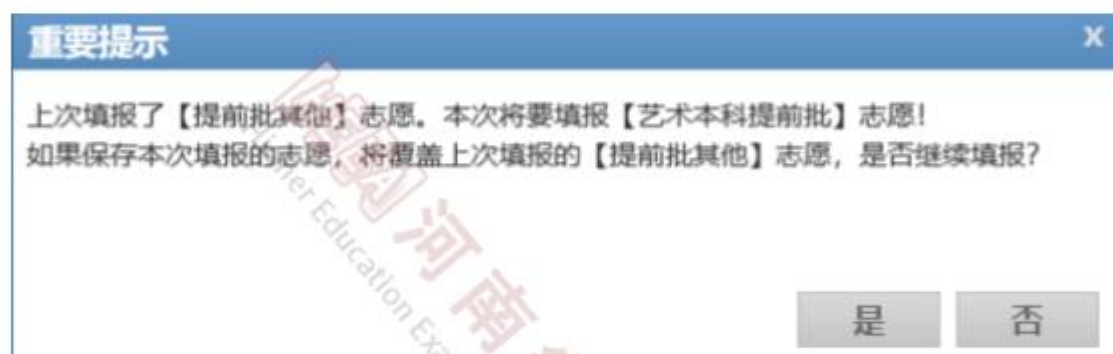 重要提示
X
上次填报了【提前批其他】志愿。本次将要填报【艺术本科提前批】志愿！
如果保存本次填报的志愿，将覆盖上次填报的【提前批其他】志愿，是否继续填报？
河南
Education
是
否